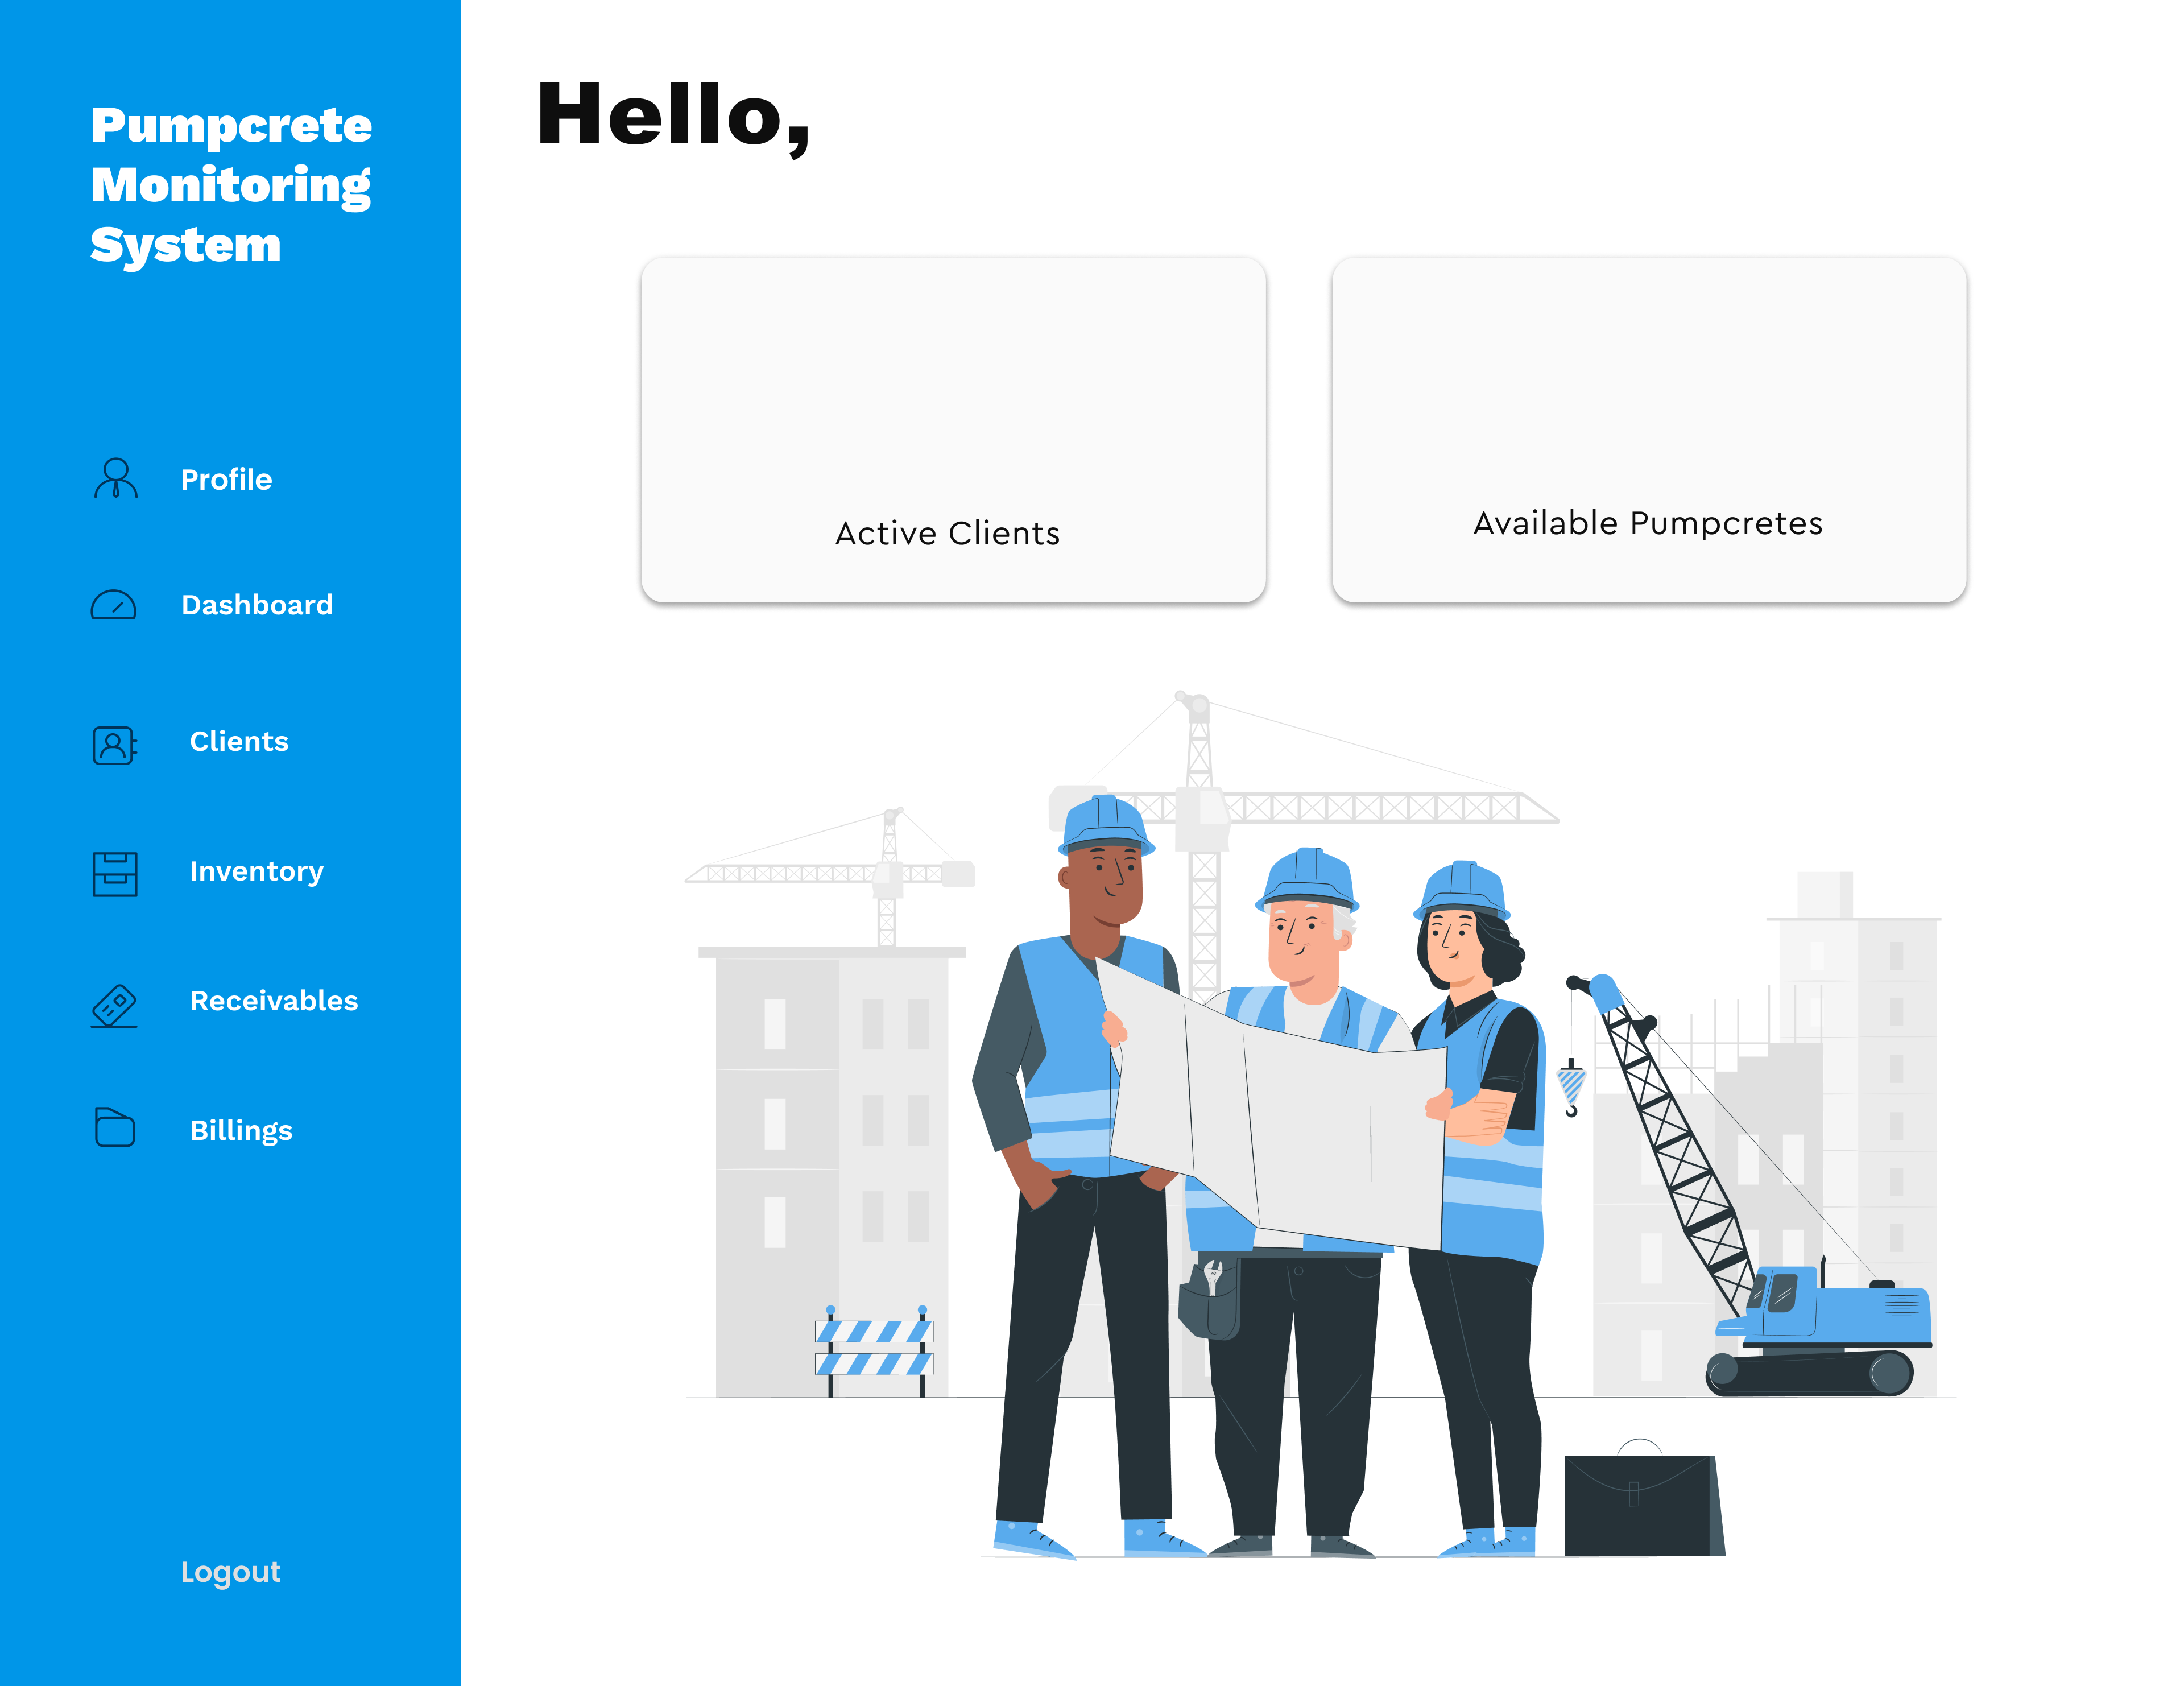 Pumpcrete
Monitoring
System
Profile
Dashboard
Clients
Inventory
Receivables
Billings
Logout
Hello,
Active Clients
Available Pumpcretes